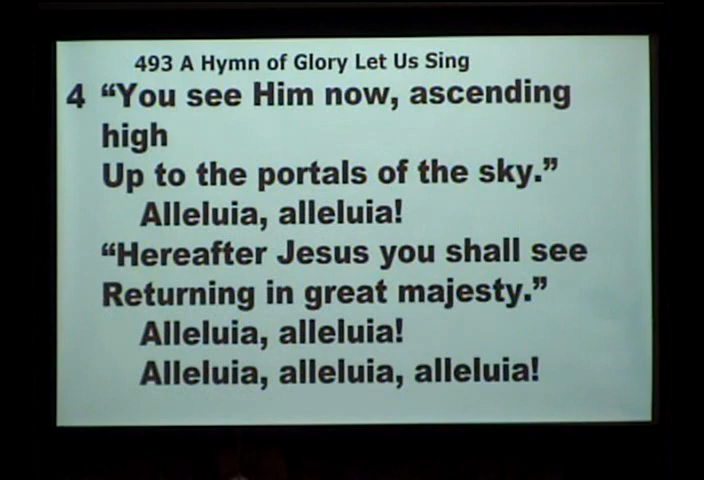 493 A Hymn of Glory Let Us Sing
4 “You see Him now, ascending
high
Up to the portals of the sky.”
Alleluia, alleluia!
“Hereafter Jesus you shall see
Returning in great majesty.”
Alleluia, alleluia!
Alleluia, alleluia, alleluia!